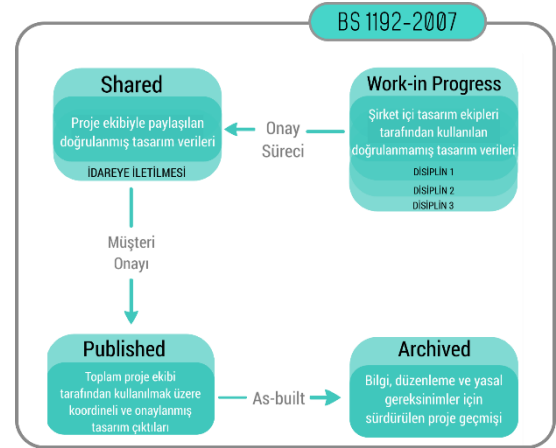 BS 1192-2007
Shared
Proje ekibiyle paylaşılan
doğrulanmış tasarım verileri
İDAREYE İLETİLMESİ
Onay
Süreci
Work-in Progress
Şirket içi tasarım ekipleri
tarafından kullanılan
doğrulanmamış tasarım verileri
DİSİPLİN 1
DİSİPLİN 2
DİSİPLİN 3
Müşteri
Onayı
Published
Toplam proje ekibi
tarafından kullanılmak üzere
koordineli ve onaylanmış
tasarım çıktıları
As-built
Archived
Bilgi, düzenleme ve yasal
gereksinimler için
sürdürülen proje geçmişi